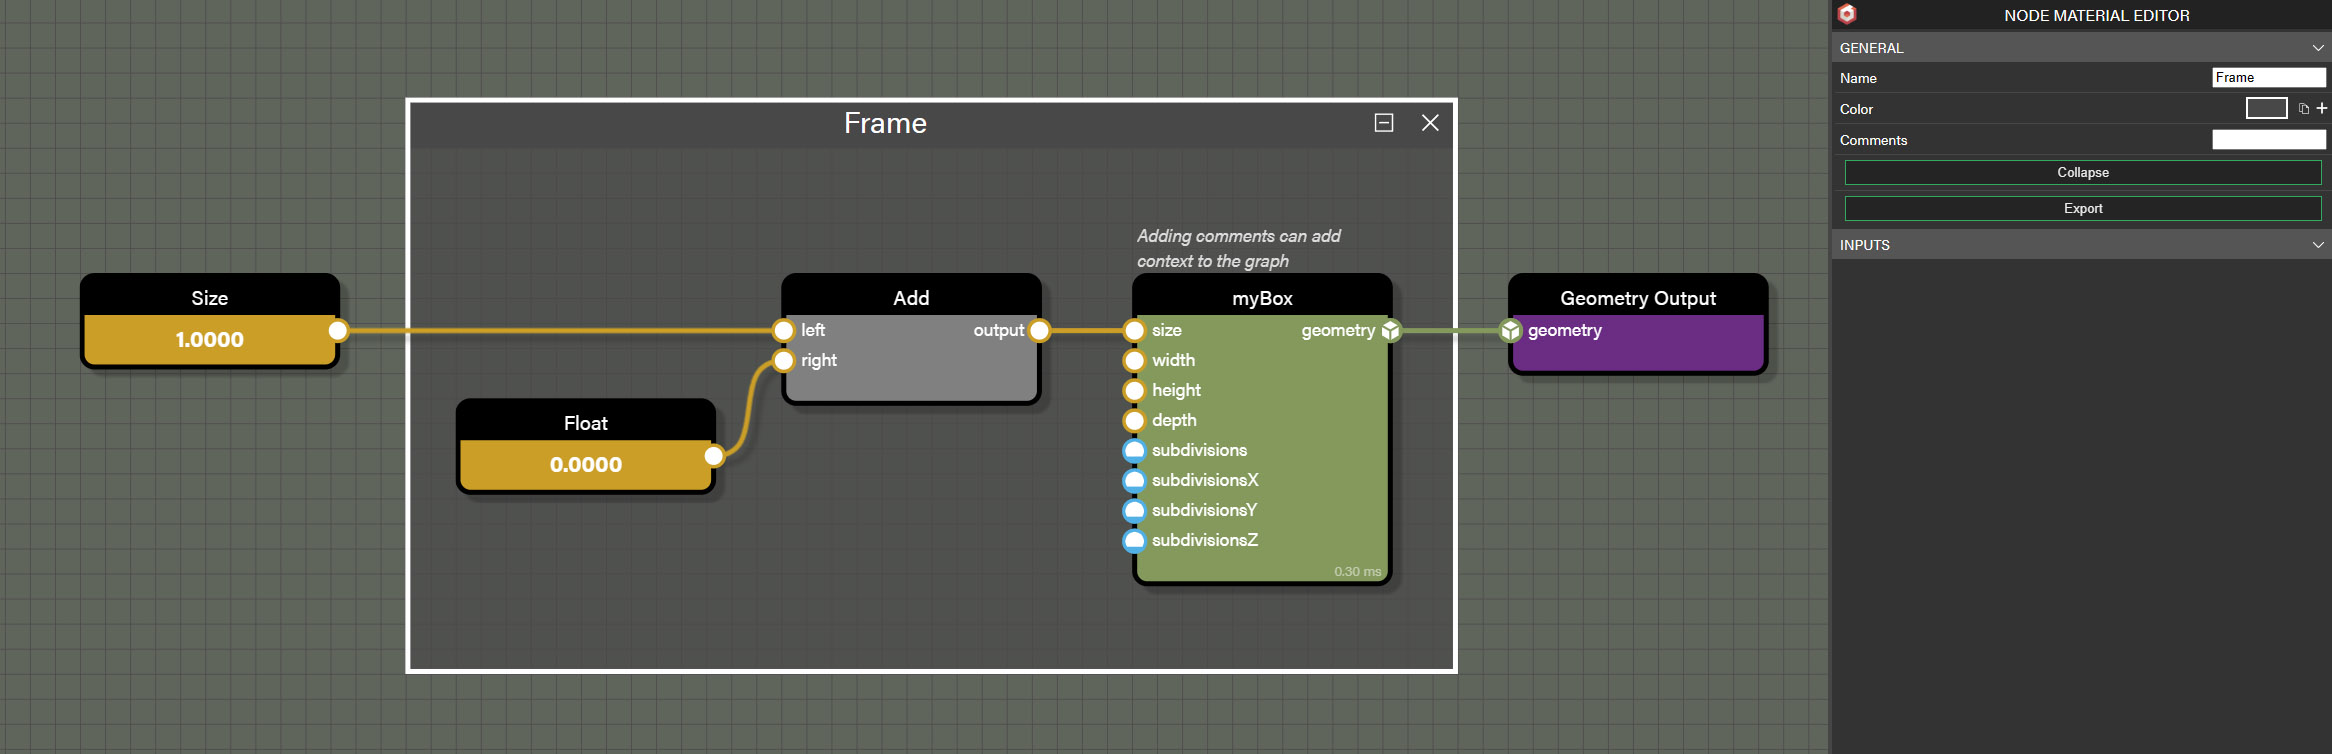 Frame
Adding comments can add
context to the graph
Size
1.0000
Float
0.0000
Add
left
output
right
myBox
size
geometry
width
height
depth
subdivisions
subdivisionsX
subdivisionsY
subdivisionsZ
0.30 ms
Geometry Output
geometry
NODE MATERIAL EDITOR
GENERAL
Name
Frame
Color
Comments
Collapse
Export
INPUTS